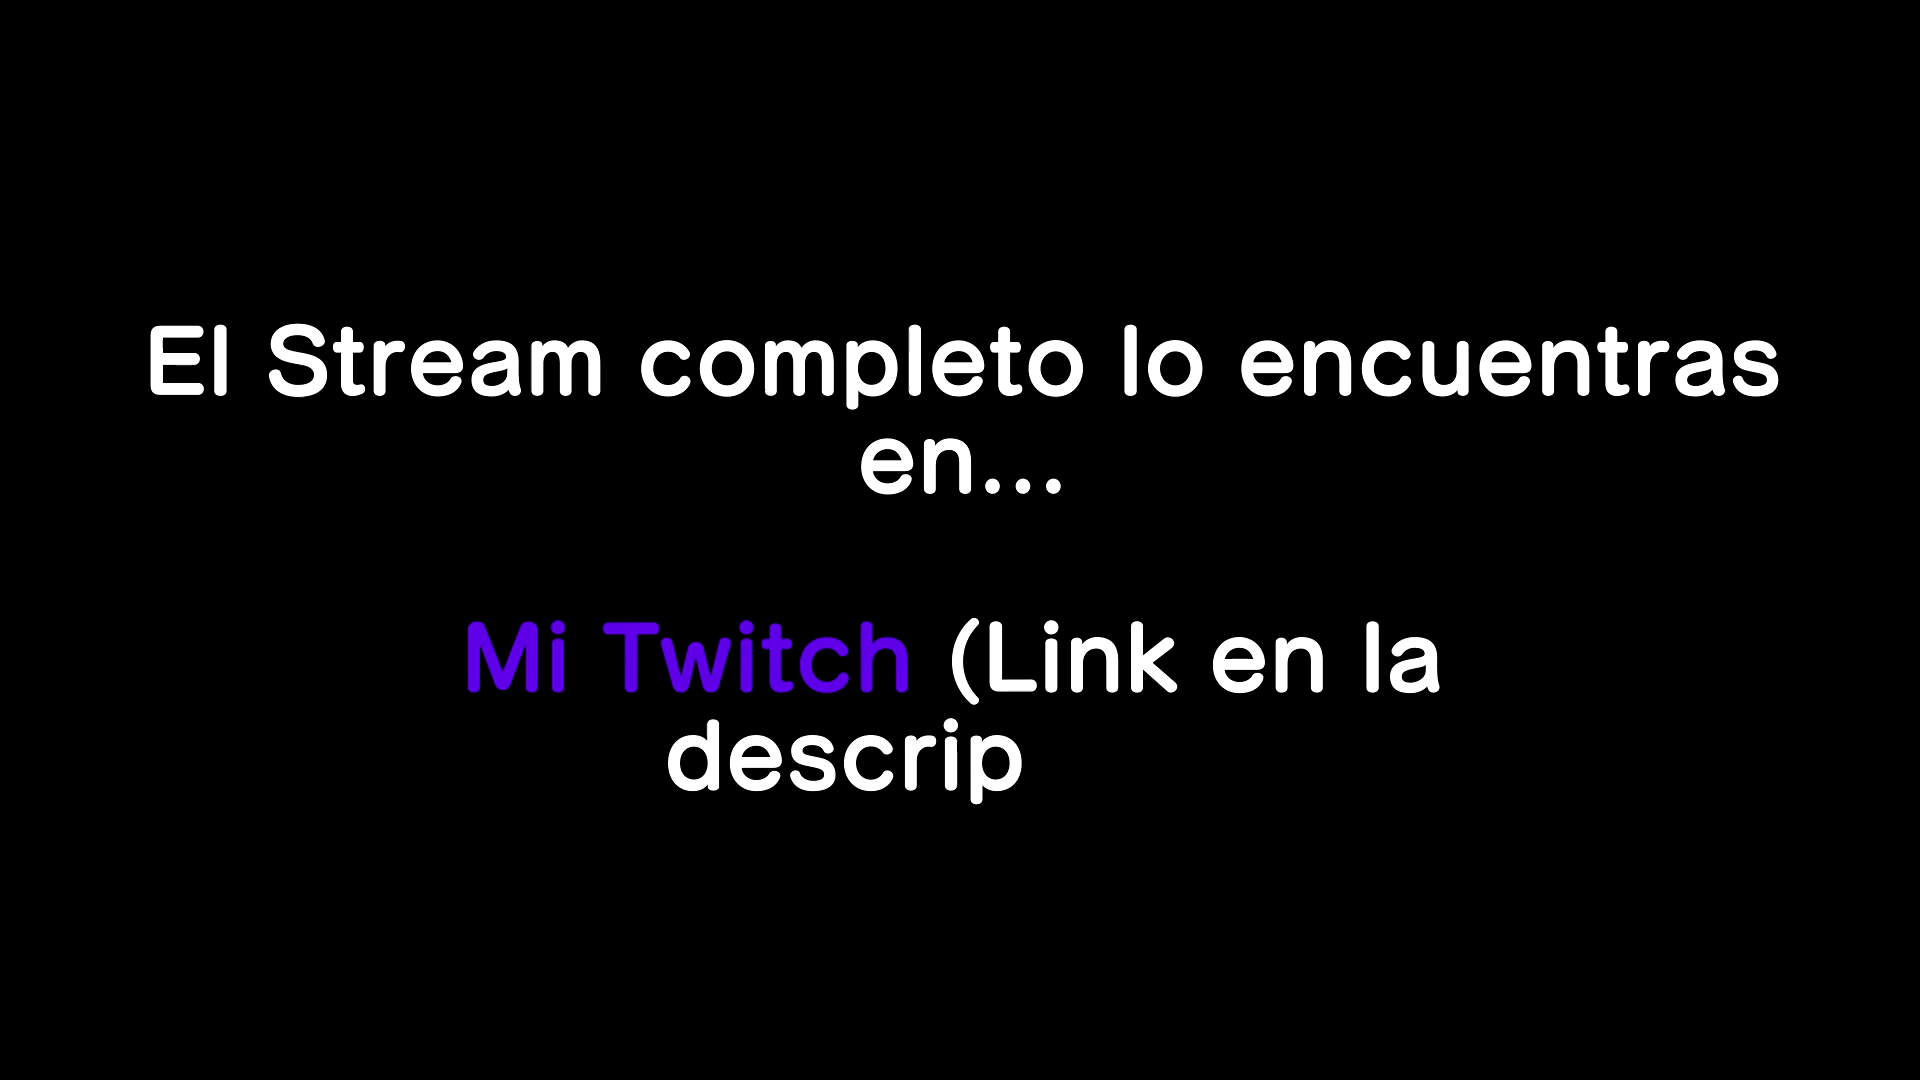 El Stream completo lo encuentras
en...
Mi Twitch (Link en la
descrip